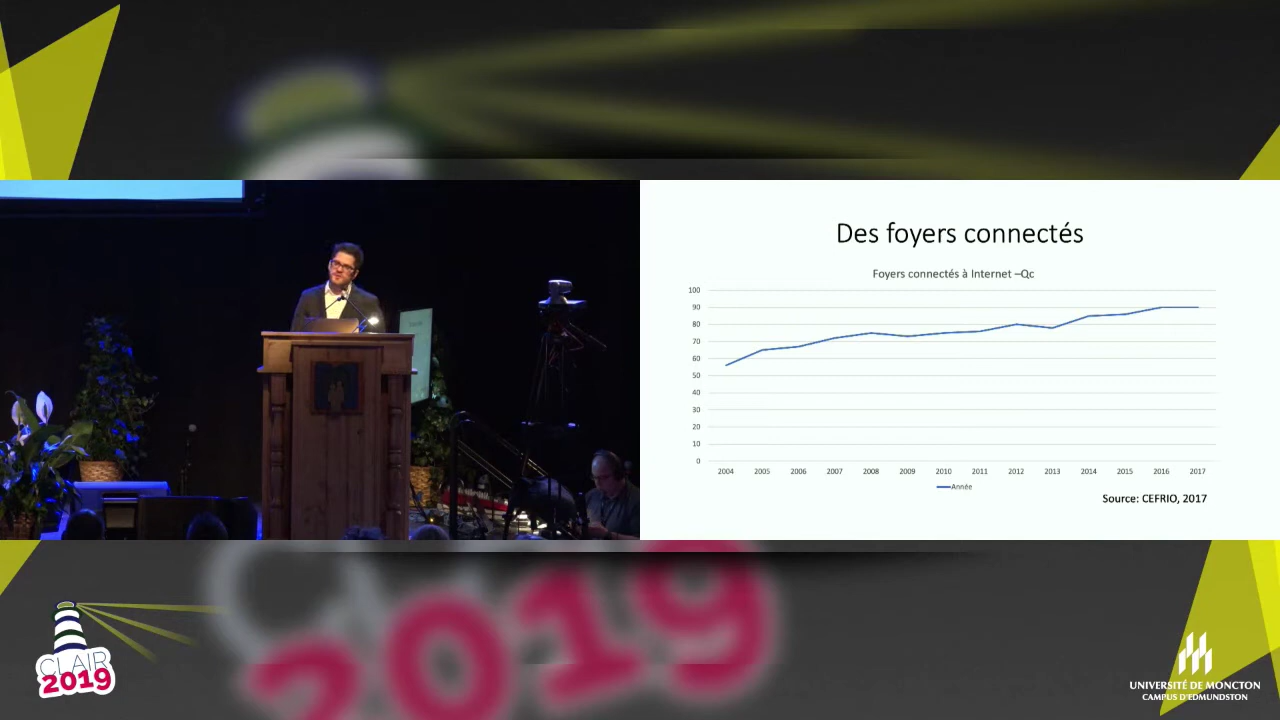 Des foyers connectés
Foyers connectés à Internet –Qc
100
90
80
70
60
50
40
30
20
10
0
2004 2005 2006 2007 2008 2009 2010 2011 2012 2013 2014 2015 2016 2017
Année
Source: CEFRIO, 2017
2019
CLAIR
2019
UNIVERSITÉ DE MONCTON
CAMPUS D'EDMUNDSTON